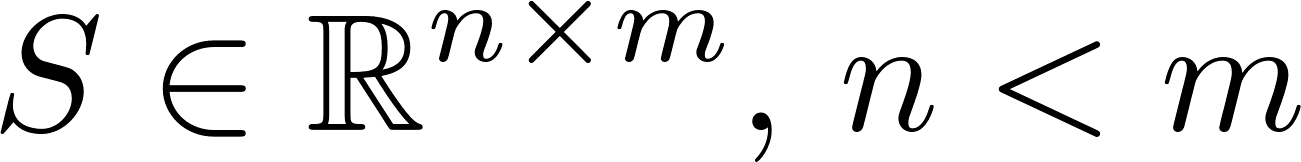 S ∈ ℝ^{n×m}, n < m